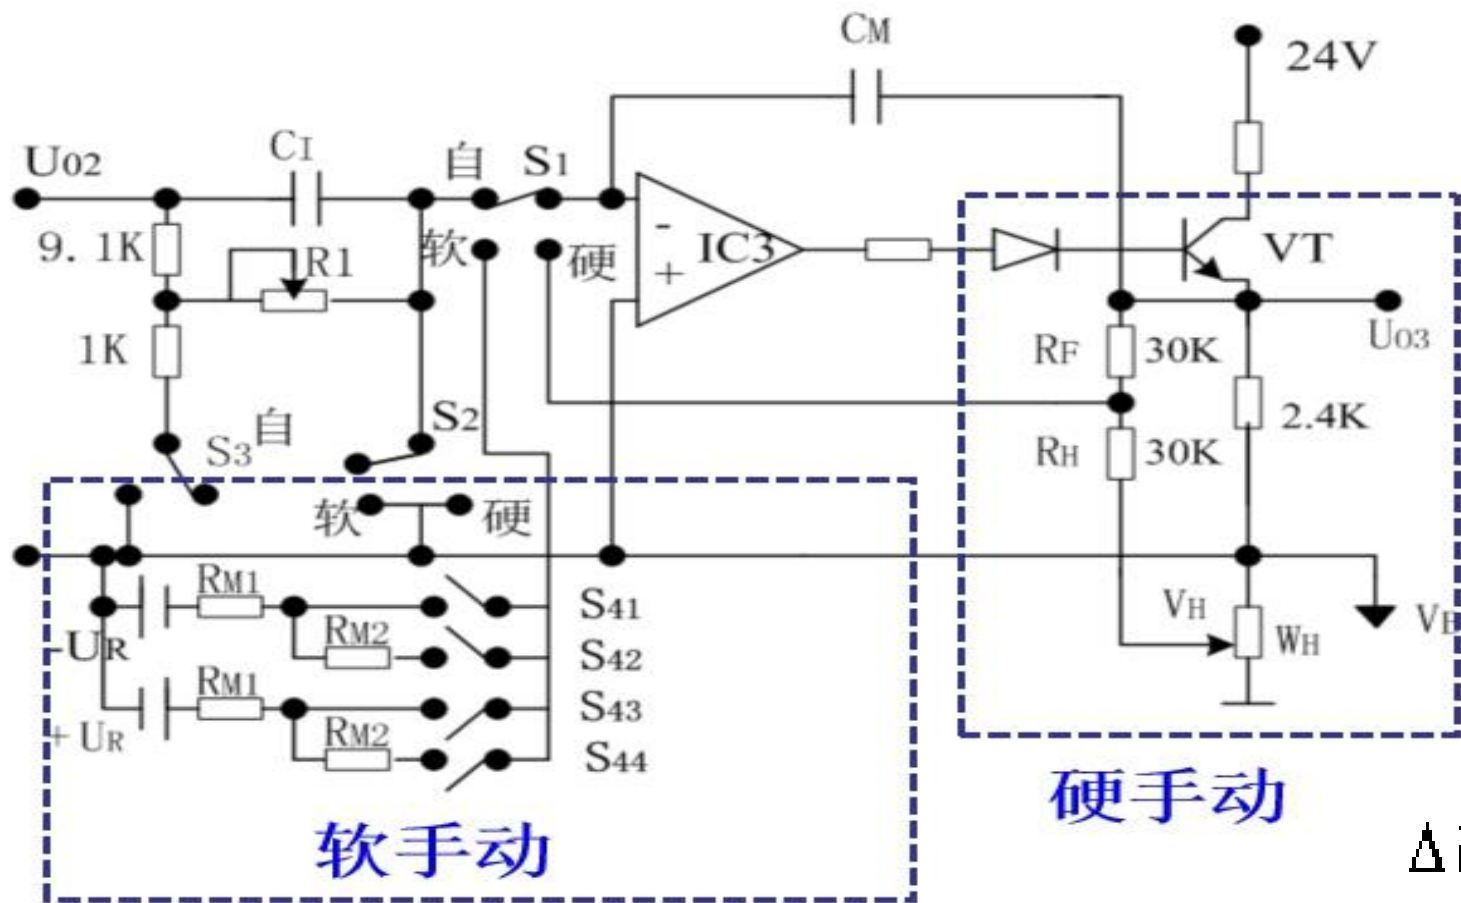 CM
24V
U02 CI 自 S1
9.1K R1 软 硬 - + IC3 VT
1K RF 30K U03
S3 自 S2 RH 30K 2.4K
软 硬
RM1 S41 VH WH
-UR RM2 S42
RM1 S43
+UR RM2 S44
软手动
硬手动
Δ